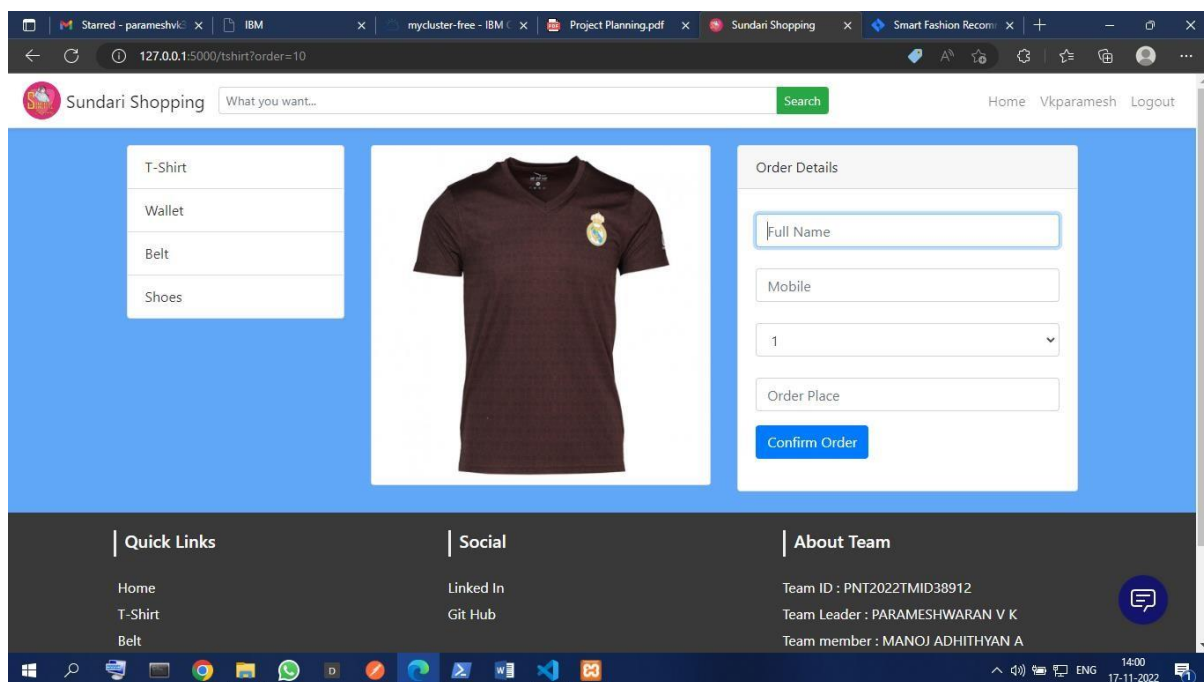 Starred - parameshvk3
IBM
mycluster-free - IBM C
Project Planning.pdf
Sundari Shopping
Smart Fashion Recom
127.0.0.1:5000/tshirt?order=10
Sundari Shopping
What you want...
Search
Home
Vkparamesh
Logout
T-Shirt
Wallet
Belt
Shoes
Order Details
Full Name
Mobile
1
Order Place
Confirm Order
Quick Links
Home
T-Shirt
Belt
Social
Linked In
Git Hub
About Team
Team ID : PNT2022TMID38912
Team Leader : PARAMESHWARAN V K
Team member : MANOJ ADHITHYAN A
ENG
14:00
17-11-2022